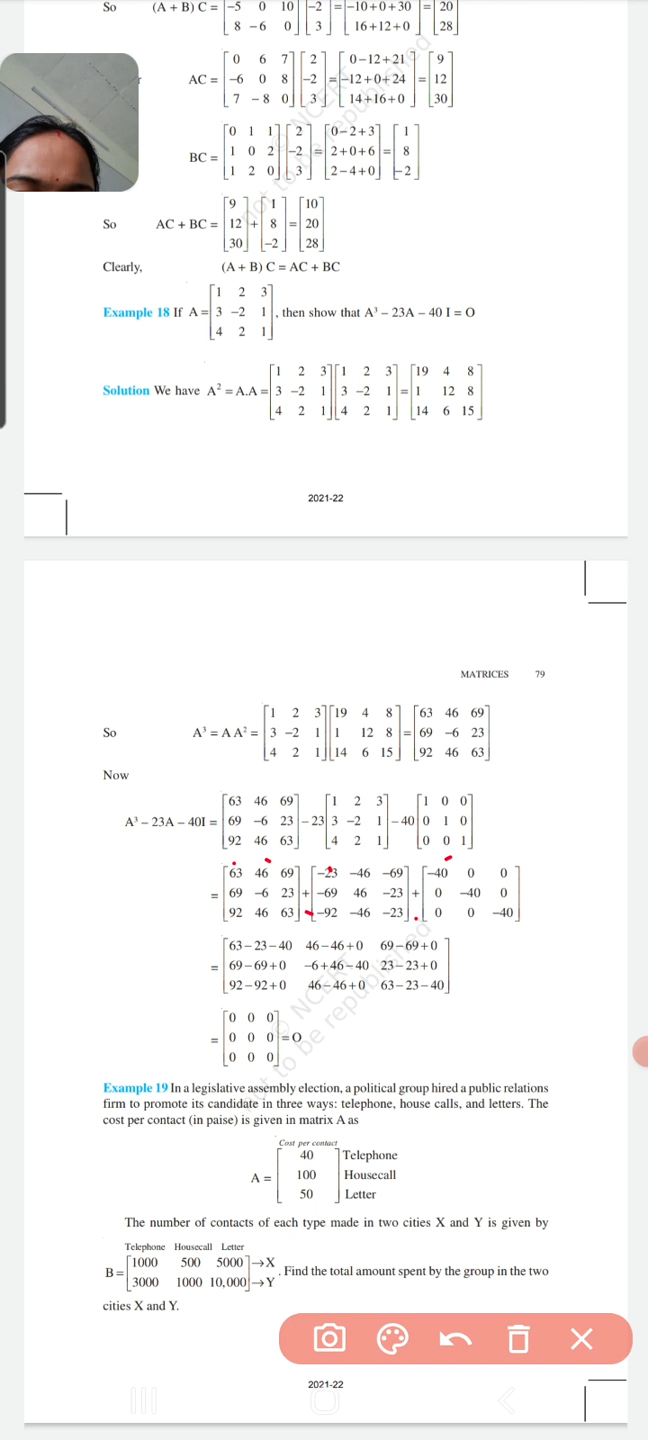 So (A + B) C = [−5 0 10; 8 −6 0] [−2; 3] = [−10+0+30; 16+12+0] = [20; 28]
AC = [0 6 7; −6 0 8; 7 −8 0] [2; −2; 3] = [0−12+21; −12+0+24; 14+16+0] = [9; 12; 30]
BC = [0 1 1; 1 0 2; 1 2 0] [2; −2; 3] = [0−2+3; 2+0+6; 2−4+0] = [1; 8; −2]
So AC + BC = [9; 12; 30] + [1; 8; −2] = [10; 20; 28]
Clearly, (A + B) C = AC + BC
Example 18 If A = [1 2 3; 3 −2 1; 4 2 1], then show that A³ − 23A − 40 I = O
Solution We have A² = A.A = [1 2 3; 3 −2 1; 4 2 1] [1 2 3; 3 −2 1; 4 2 1] = [19 4 8; 1 12 8; 14 6 15]
2021-22
MATRICES 79
So A³ = A A² = [1 2 3; 3 −2 1; 4 2 1] [19 4 8; 1 12 8; 14 6 15] = [63 46 69; 69 −6 23; 92 46 63]
Now
A³ − 23A − 40I = [63 46 69; 69 −6 23; 92 46 63] − 23 [1 2 3; 3 −2 1; 4 2 1] − 40 [1 0 0; 0 1 0; 0 0 1]
= [63 46 69; 69 −6 23; 92 46 63] + [−23 −46 −69; −69 46 −23; −92 −46 −23] + [−40 0 0; 0 −40 0; 0 0 −40]
= [63−23−40 46−46+0 69−69+0; 69−69+0 −6+46−40 23−23+0; 92−92+0 46−46+0 63−23−40]
= [0 0 0; 0 0 0; 0 0 0] = O
© NCERT
not to be republished
Example 19 In a legislative assembly election, a political group hired a public relations
firm to promote its candidate in three ways: telephone, house calls, and letters. The
cost per contact (in paise) is given in matrix A as
Cost per contact
A = [40; 100; 50] Telephone Housecall Letter
The number of contacts of each type made in two cities X and Y is given by
Telephone Housecall Letter
B = [1000 500 5000; 3000 1000 10,000] →X →Y . Find the total amount spent by the group in the two
cities X and Y.
2021-22